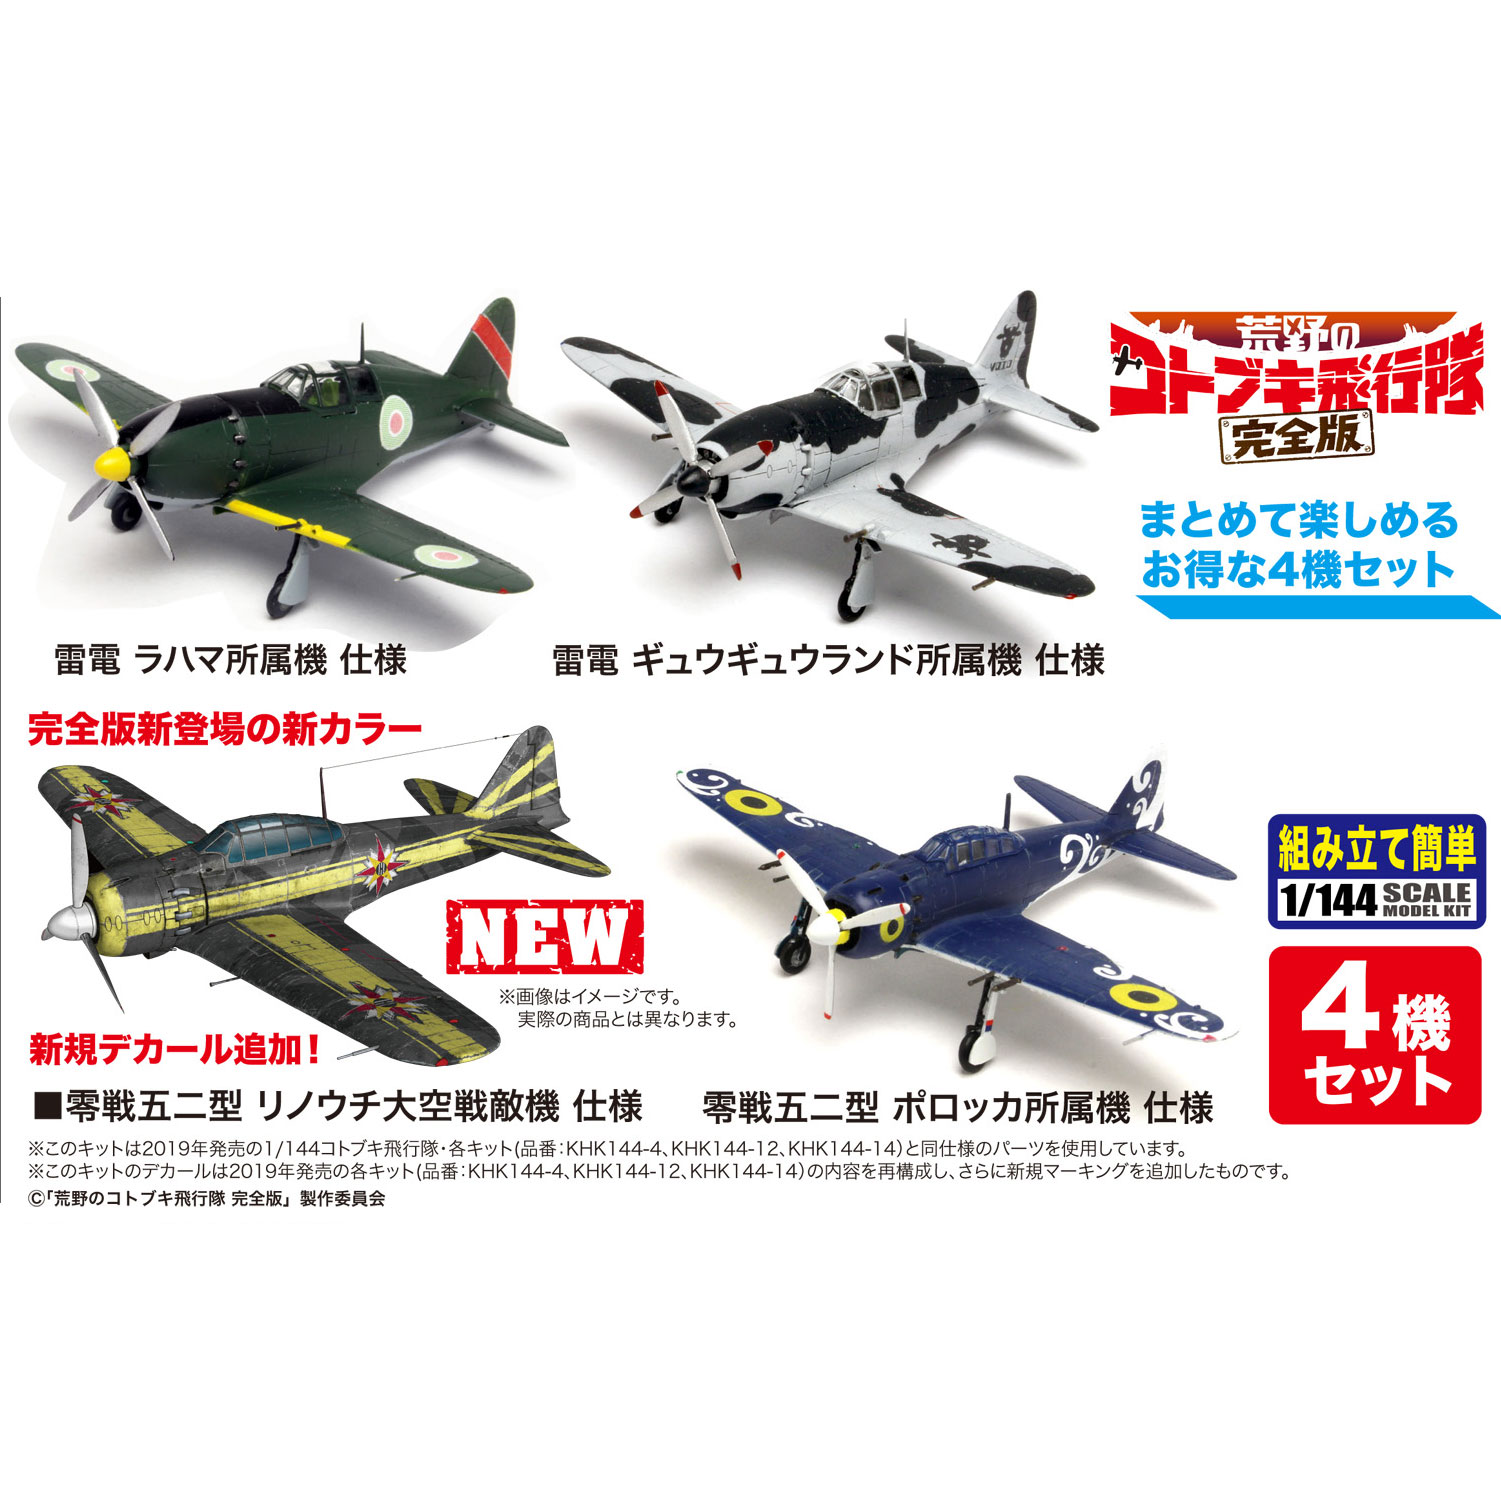 荒野の
コトブキ飛行隊
完全版
まとめて楽しめる
お得な4機セット
雷電 ラハマ所属機 仕様
雷電 ギュウギュウランド所属機 仕様
完全版新登場の新カラー
NEW
※画像はイメージです。
実際の商品とは異なります。
新規デカール追加！
■零戦五二型 リノウチ大空戦敵機 仕様
零戦五二型 ポロッカ所属機 仕様
組み立て簡単
1/144 SCALE
MODEL KIT
4機
セット
※このキットは2019年発売の1/144コトブキ飛行隊・各キット(品番：KHK144-4、KHK144-12、KHK144-14)と同仕様のパーツを使用しています。
※このキットのデカールは2019年発売の各キット(品番：KHK144-4、KHK144-12、KHK144-14)の内容を再構成し、さらに新規マーキングを追加したものです。
©「荒野のコトブキ飛行隊 完全版」製作委員会